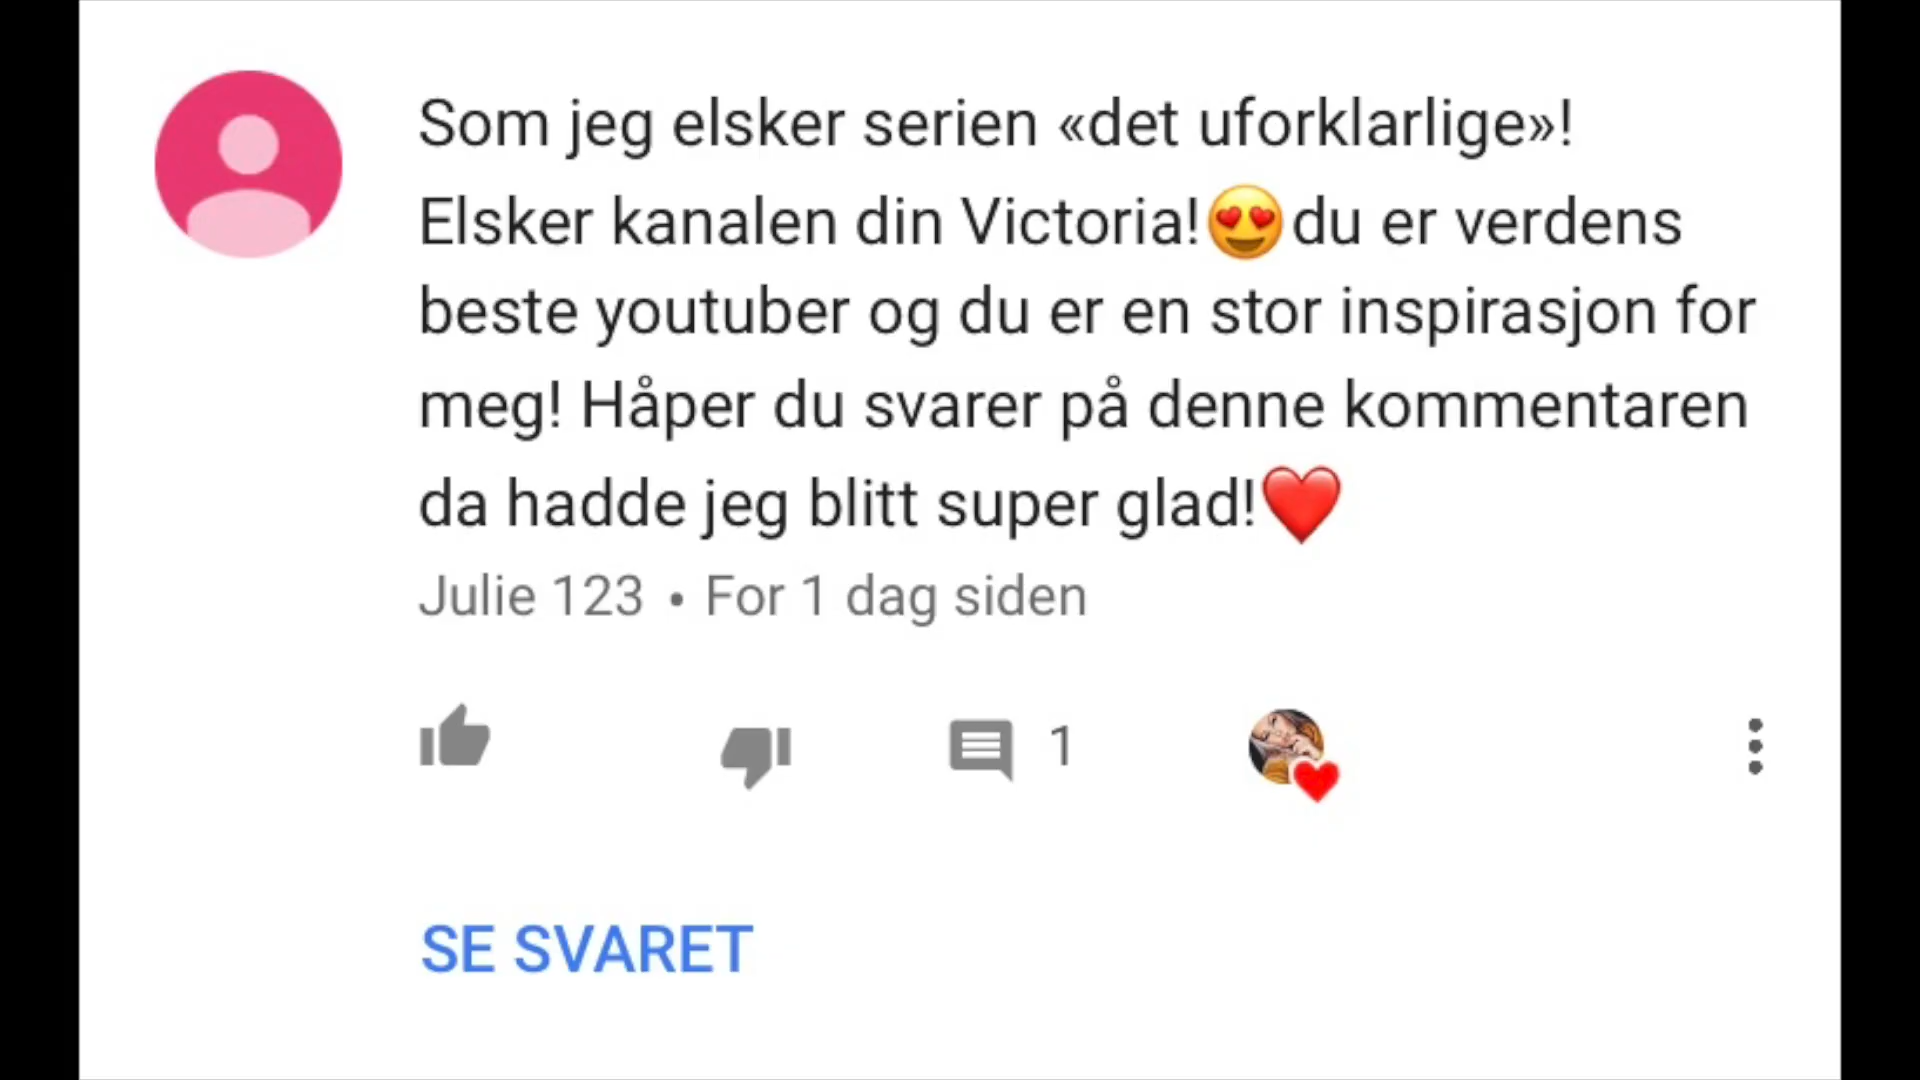 Som jeg elsker serien «det uforklarlige»!
Elsker kanalen din Victoria!😍du er verdens
beste youtuber og du er en stor inspirasjon for
meg! Håper du svarer på denne kommentaren
da hadde jeg blitt super glad!❤️
Julie 123 • For 1 dag siden
1
SE SVARET